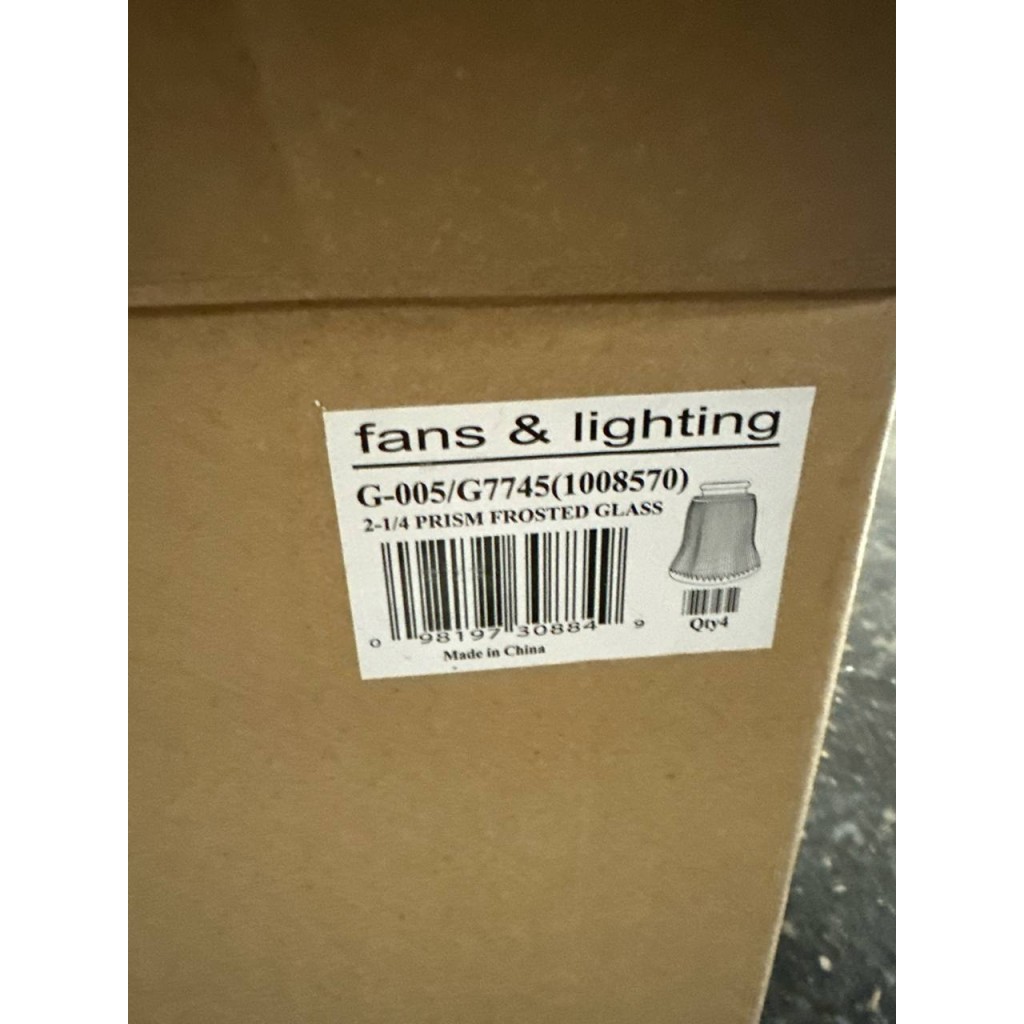 fans & lighting
G-005/G7745(1008570)
2-1/4 PRISM FROSTED GLASS
0 98197 30884 9
Qty4
Made in China